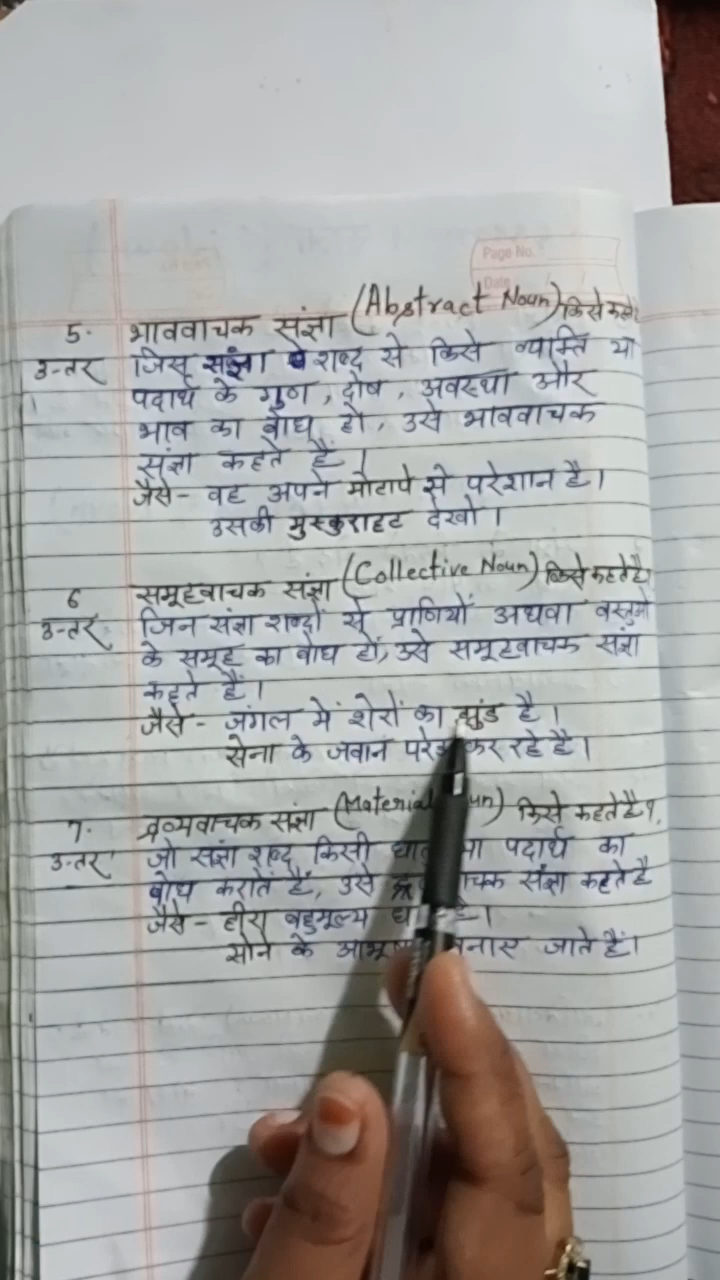 Page No.
Date
5. भाववाचक संज्ञा (Abstract Noun) किसे कहते
उत्तर जिस संज्ञा शब्द से किसे व्यक्ति या
पदार्थ के गुण, दोष, अवस्था और
भाव का बोध हो, उसे भाववाचक
संज्ञा कहते हैं।
जैसे- वह अपने मोटापे से परेशान है।
उसकी मुस्कुराहट देखो।
6 समूहवाचक संज्ञा (Collective Noun) किसे कहते है
उत्तर जिन संज्ञा शब्दों से प्राणियों अथवा वस्तुओं
के समूह का बोध हो, उसे समूहवाचक संज्ञा
कहते हैं।
जैसे- जंगल में शेरों का झुंड है।
सेना के जवान कर रहे है।
7. द्रव्यवाचक संज्ञा (Material किसे कहते है?
उत्तर जो संज्ञा शब्द किसी या पदार्थ का
बोध कराते हैं, उसे संज्ञा कहते है
जैसे- हीरा बहुमूल्य है।
सोने के बनाए जाते हैं।